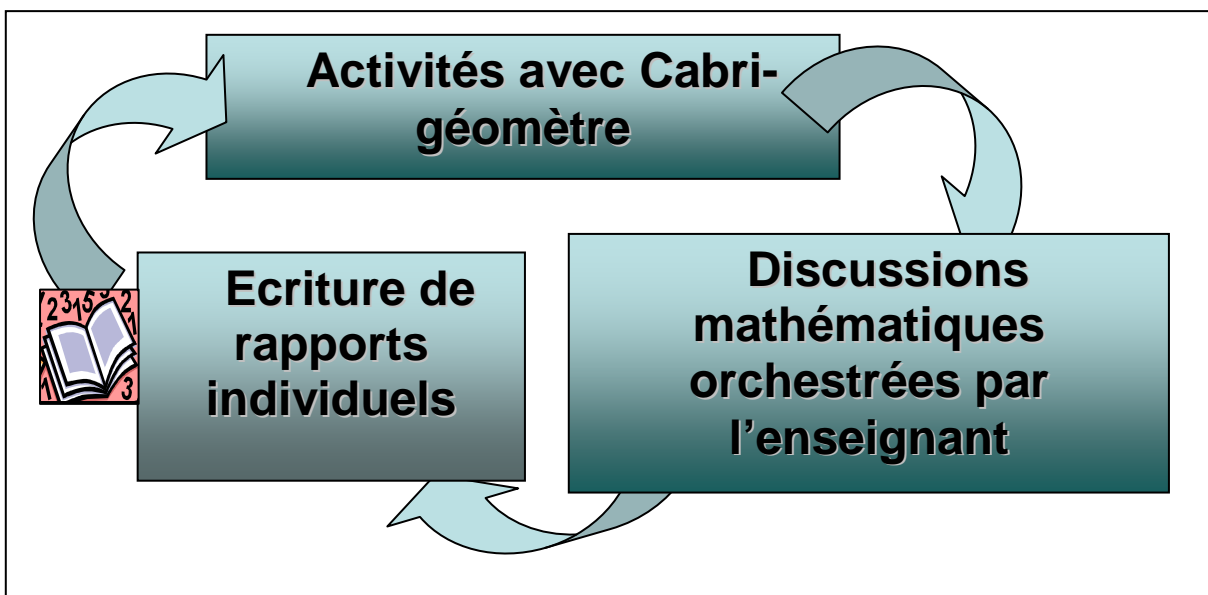 Activités avec Cabri-
géomètre
Ecriture de
rapports
individuels
Discussions
mathématiques
orchestrées par
l’enseignant